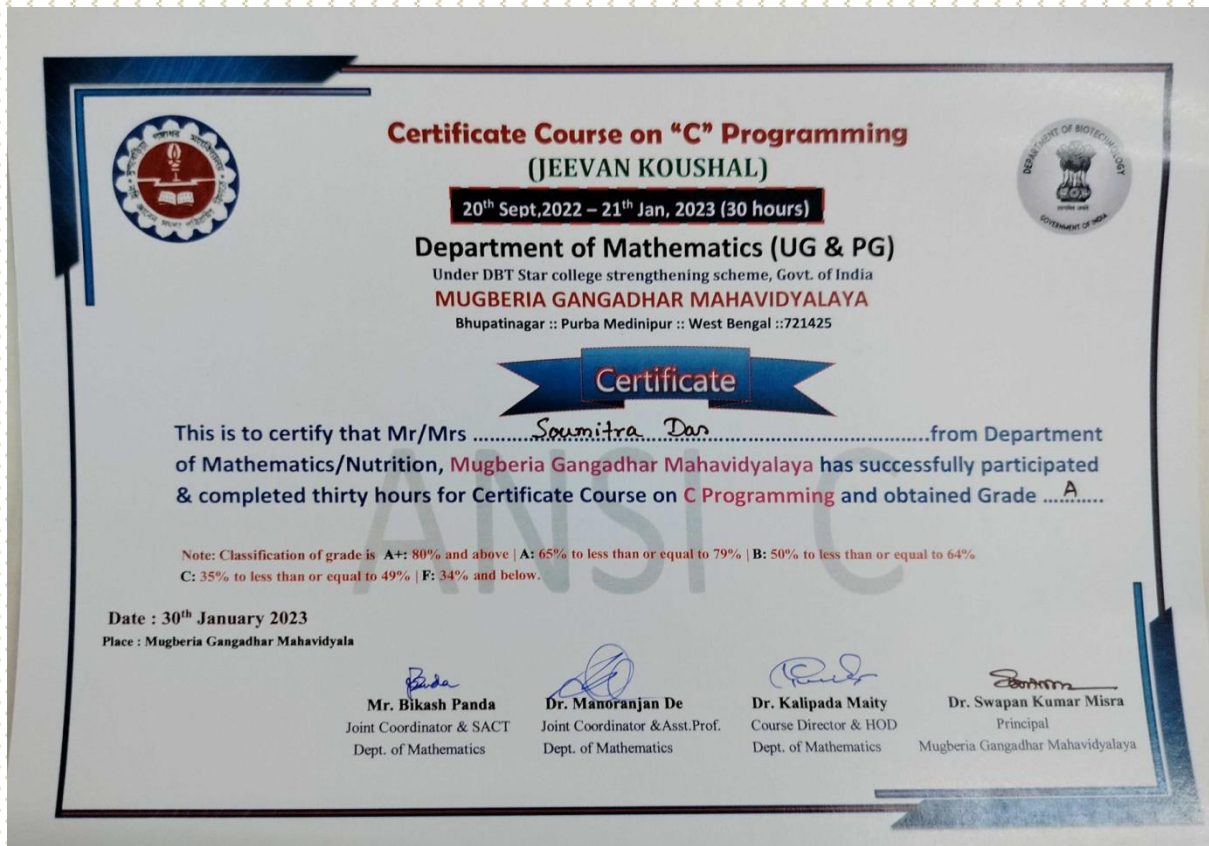 Certificate Course on “C” Programming
(JEEVAN KOUSHAL)
20th Sept,2022 – 21th Jan, 2023 (30 hours)
Department of Mathematics (UG & PG)
Under DBT Star college strengthening scheme, Govt. of India
MUGBERIA GANGADHAR MAHAVIDYALAYA
Bhupatinagar :: Purba Medinipur :: West Bengal ::721425
DEPARTMENT OF BIOTECHNOLOGY
GOVERNMENT OF INDIA
Certificate
This is to certify that Mr/Mrs ..........Soumitra Das......................................from Department
of Mathematics/Nutrition, Mugberia Gangadhar Mahavidyalaya has successfully participated
& completed thirty hours for Certificate Course on C Programming and obtained Grade ....A.....
ANSI C
Note: Classification of grade is A+: 80% and above | A: 65% to less than or equal to 79% | B: 50% to less than or equal to 64%
C: 35% to less than or equal to 49% | F: 34% and below.
Date : 30th January 2023
Place : Mugberia Gangadhar Mahavidyala
Mr. Bikash Panda
Joint Coordinator & SACT
Dept. of Mathematics
Dr. Manoranjan De
Joint Coordinator &Asst.Prof.
Dept. of Mathematics
Dr. Kalipada Maity
Course Director & HOD
Dept. of Mathematics
Dr. Swapan Kumar Misra
Principal
Mugberia Gangadhar Mahavidyalaya